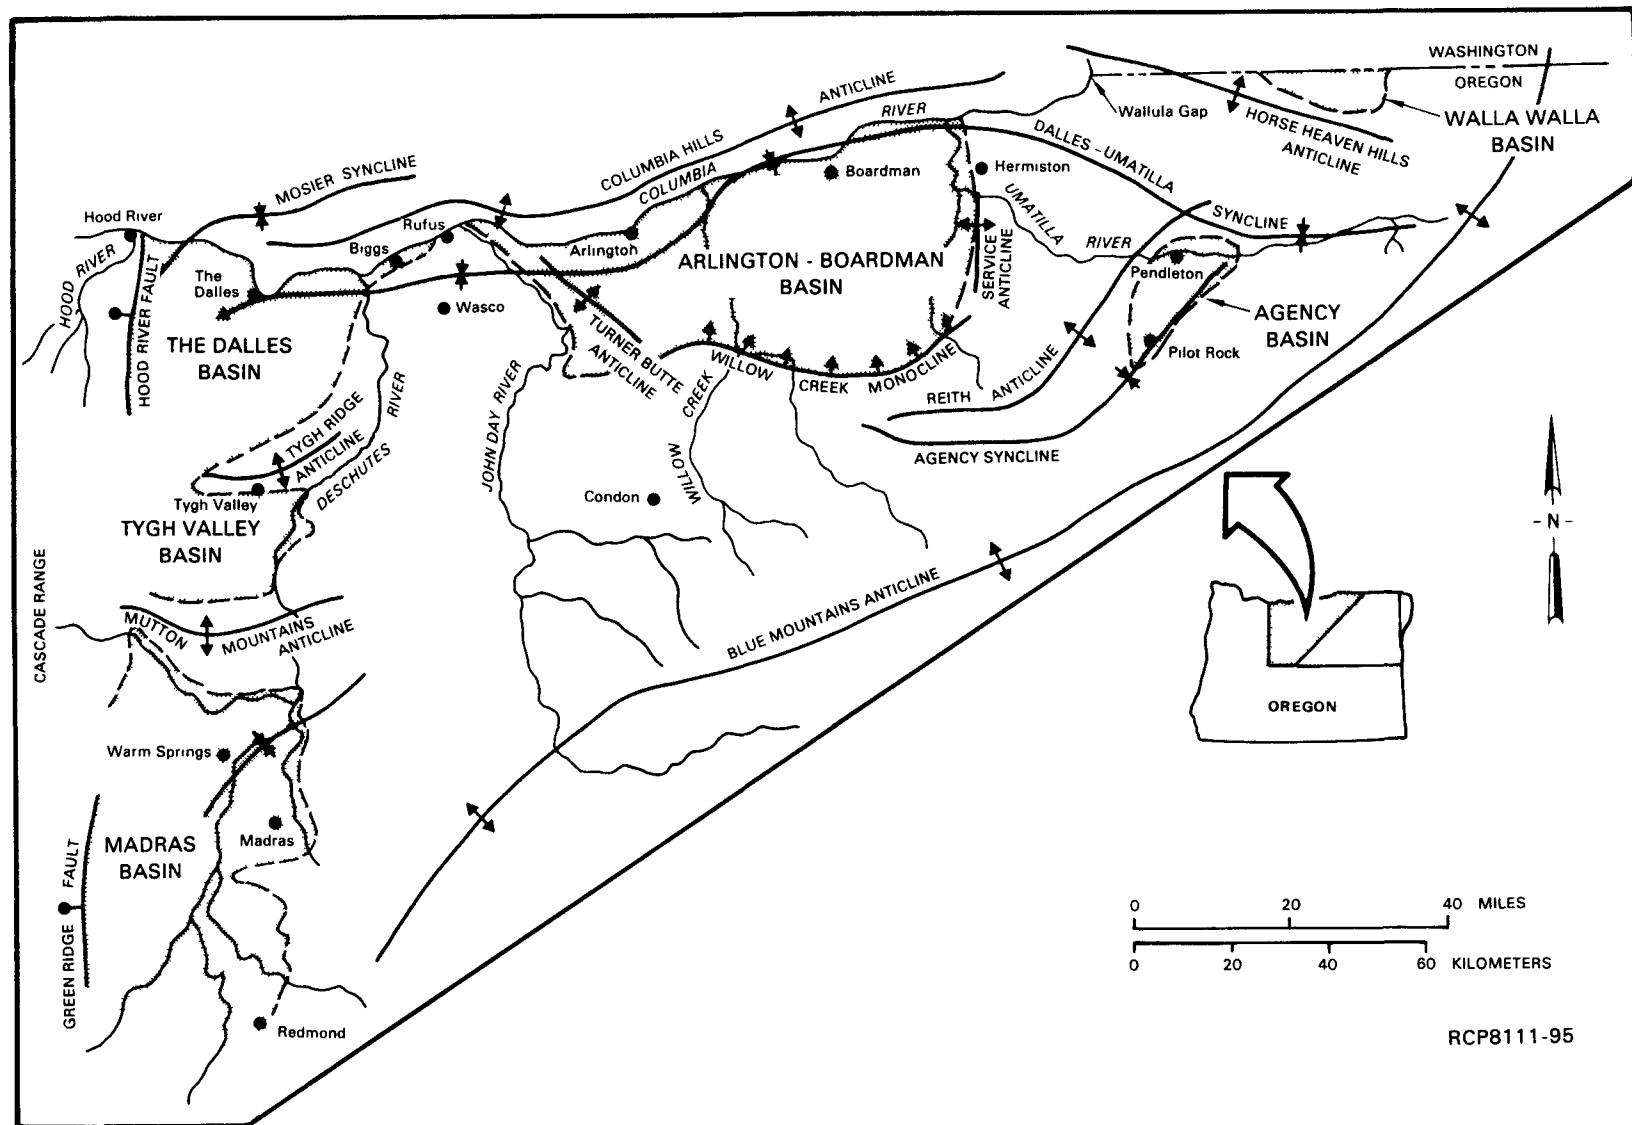 WASHINGTON
OREGON
Wallula Gap
WALLA WALLA
BASIN
HORSE HEAVEN HILLS
ANTICLINE
ANTICLINE
COLUMBIA HILLS
COLUMBIA
RIVER
DALLES - UMATILLA
SYNCLINE
MOSIER SYNCLINE
Hood River
HOOD RIVER
HOOD RIVER FAULT
The
Dalles
Biggs
Rufus
Wasco
Arlington
Boardman
Hermiston
UMATILLA
RIVER
Pendleton
ARLINGTON - BOARDMAN
BASIN
SERVICE
ANTICLINE
AGENCY
BASIN
Pilot Rock
THE DALLES
BASIN
TURNER BUTTE
ANTICLINE
WILLOW
CREEK
MONOCLINE
REITH
ANTICLINE
AGENCY SYNCLINE
WILLOW
CREEK
JOHN DAY RIVER
DESCHUTES
RIVER
TYGH RIDGE
ANTICLINE
Tygh Valley
TYGH VALLEY
BASIN
Condon
CASCADE RANGE
MUTTON
MOUNTAINS
ANTICLINE
BLUE MOUNTAINS ANTICLINE
- N -
OREGON
Warm Springs
Madras
MADRAS
BASIN
GREEN RIDGE
FAULT
Redmond
0 20 40 MILES
0 20 40 60 KILOMETERS
RCP8111-95